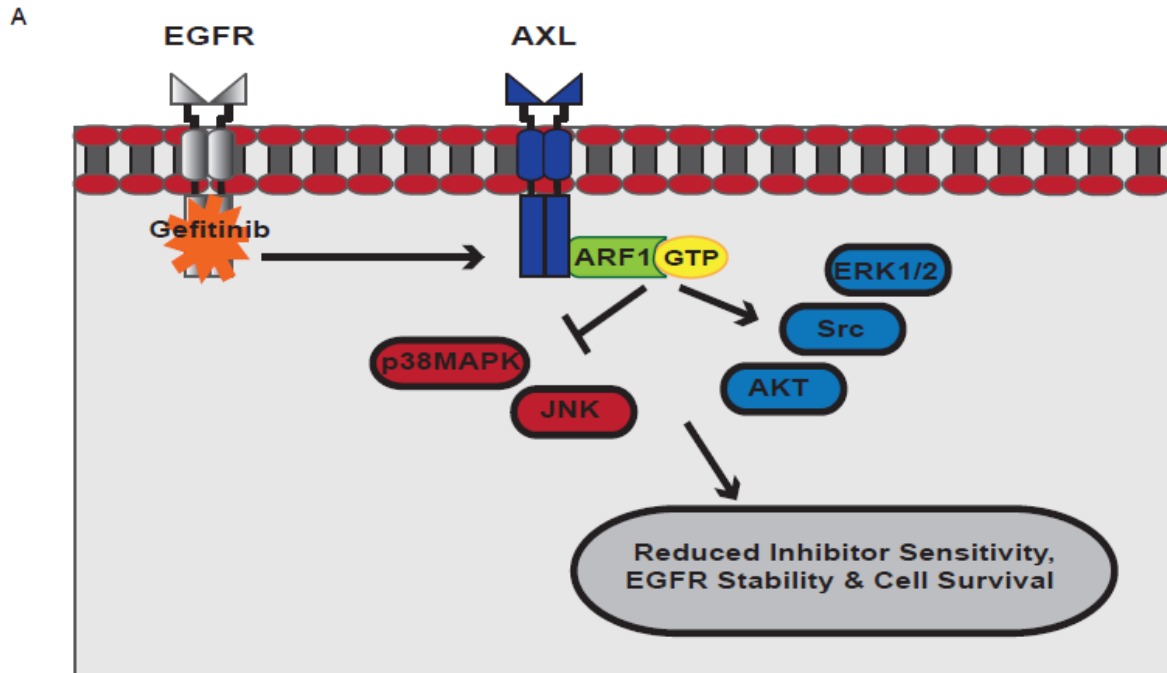 A
EGFR
AXL
Gefitinib
ARF1
GTP
ERK1/2
Src
p38MAPK
AKT
JNK
Reduced Inhibitor Sensitivity,
EGFR Stability & Cell Survival